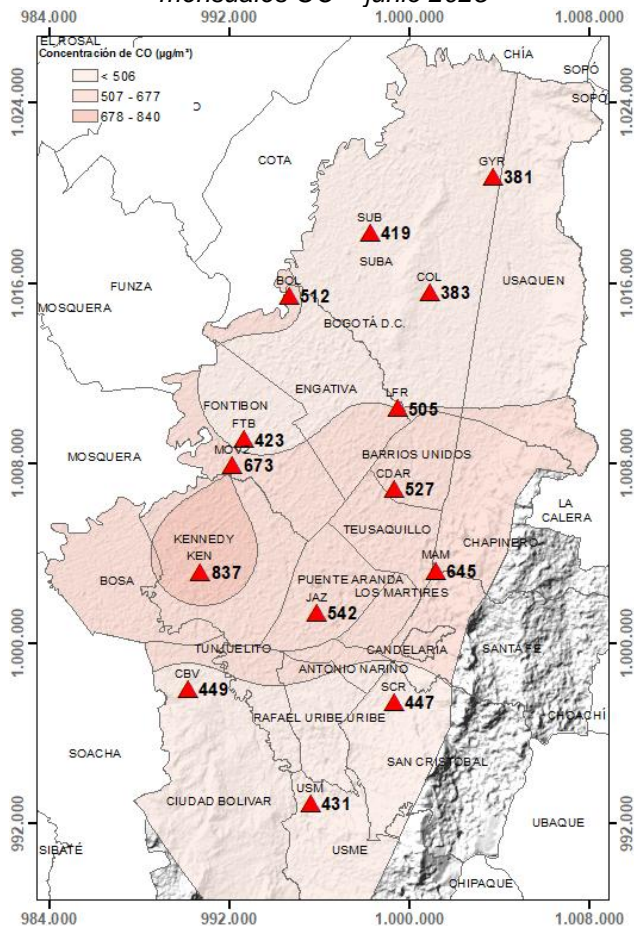 mensuales CO – junio 2023
984.000 992.000 1.000.000 1.008.000
EL ROSAL
Concentración de CO (µg/m³)
< 506
507 - 677
678 - 840
CHÍA
SOPÓ
SOPÓ
1.024.000 1.024.000
COTA
GYR
381
SUB
419
SUBA
COL
383
USAQUEN
BOL
512
FUNZA
1.016.000 1.016.000
MOSQUERA
BOGOTÁ D.C.
ENGATIVA
LFR
505
FONTIBON
FTB
423
MOV2
673
MOSQUERA
BARRIOS UNIDOS
CDAR
527
1.008.000 1.008.000
LA
CALERA
TEUSAQUILLO
CHAPINERO
KENNEDY
KEN
837
MAM
645
BOSA
PUENTE ARANDA
LOS MARTIRES
JAZ
542
1.000.000 1.000.000
TUNJUELITO
CANDELARIA
SANTA FE
ANTONIO NARIÑO
CBV
449
SCR
447
RAFAEL URIBE URIBE
CHOACHÍ
SOACHA
SAN CRISTOBAL
USM
431
CIUDAD BOLIVAR
UBAQUE
992.000 992.000
SIBATÉ
USME
CHIPAQUE
984.000 992.000 1.000.000 1.008.000